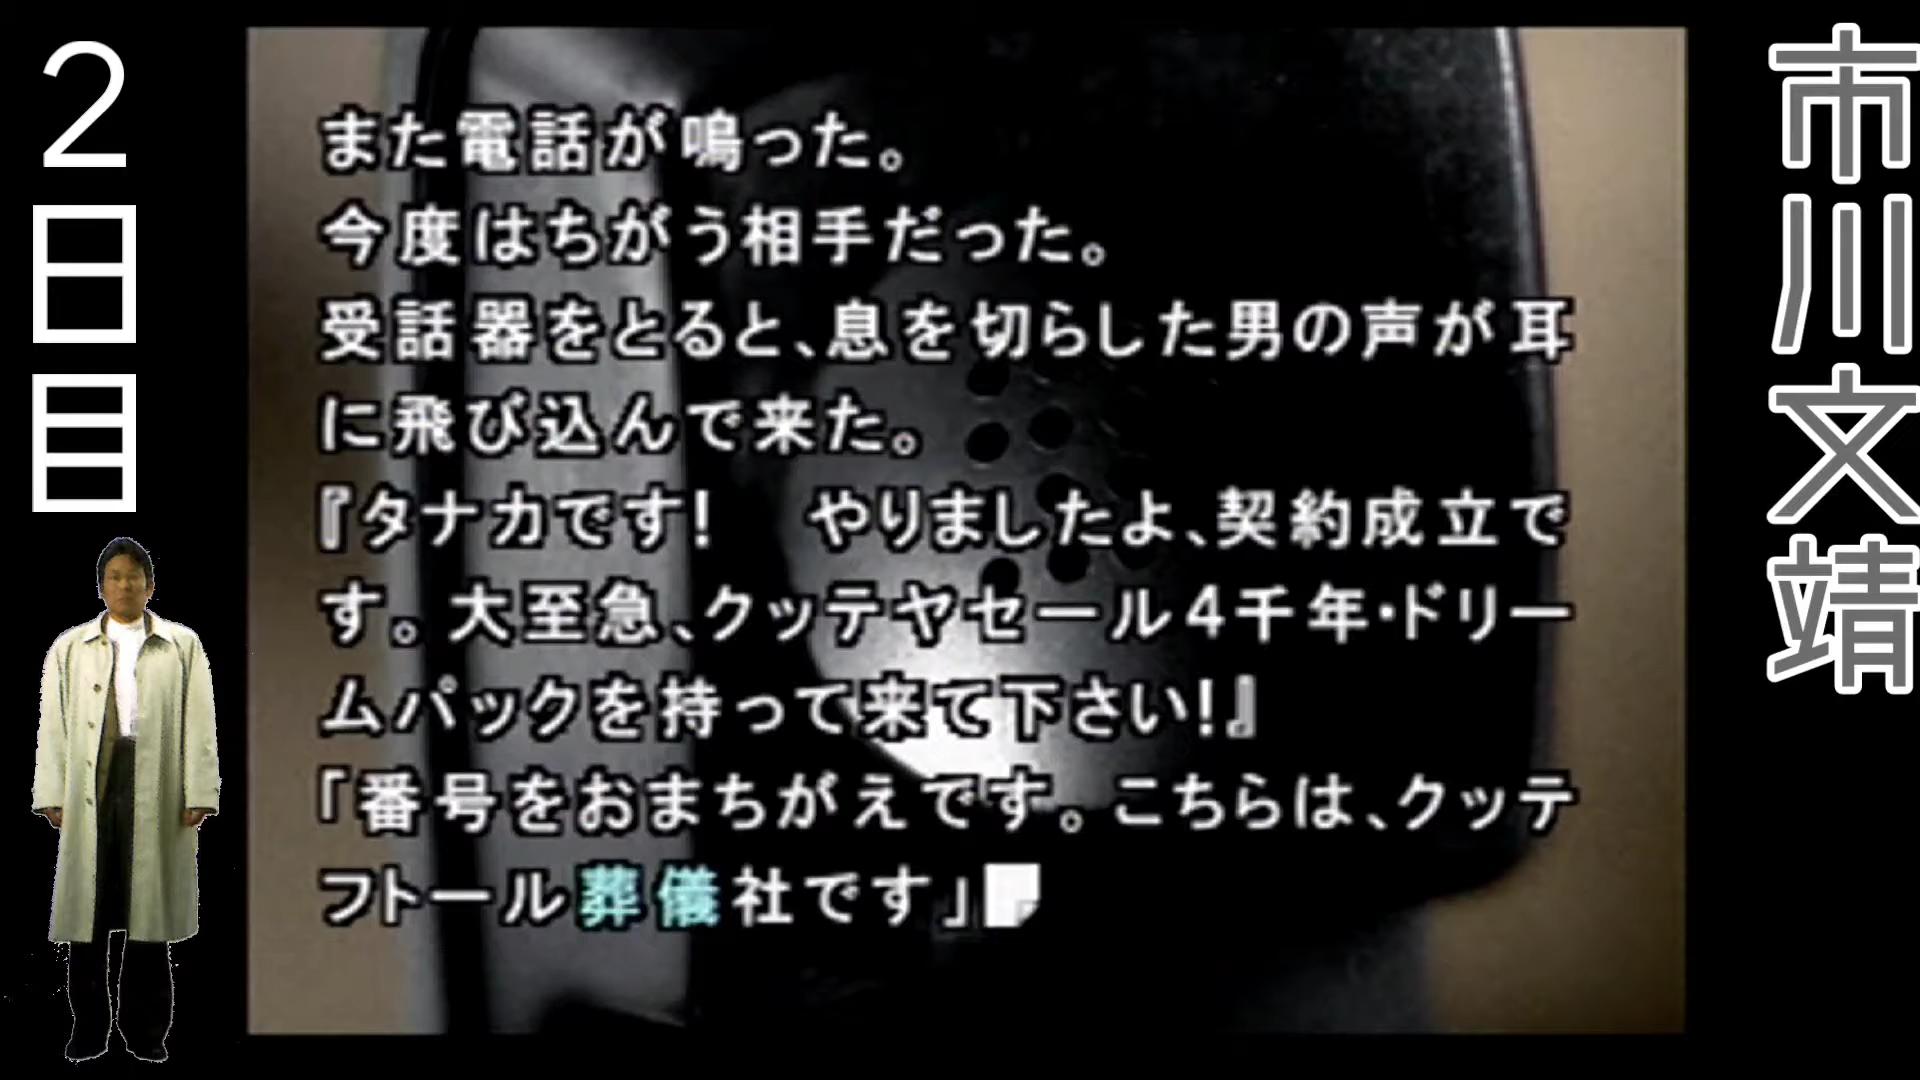 2日目
また電話が鳴った。
今度はちがう相手だった。
受話器をとると、息を切らした男の声が耳
に飛び込んで来た。
『タナカです!　やりましたよ、契約成立で
す。大至急、クッテヤセール4千年・ドリー
ムパックを持って来て下さい!』
「番号をおまちがえです。こちらは、クッテ
フトール葬儀社です」
市川文靖